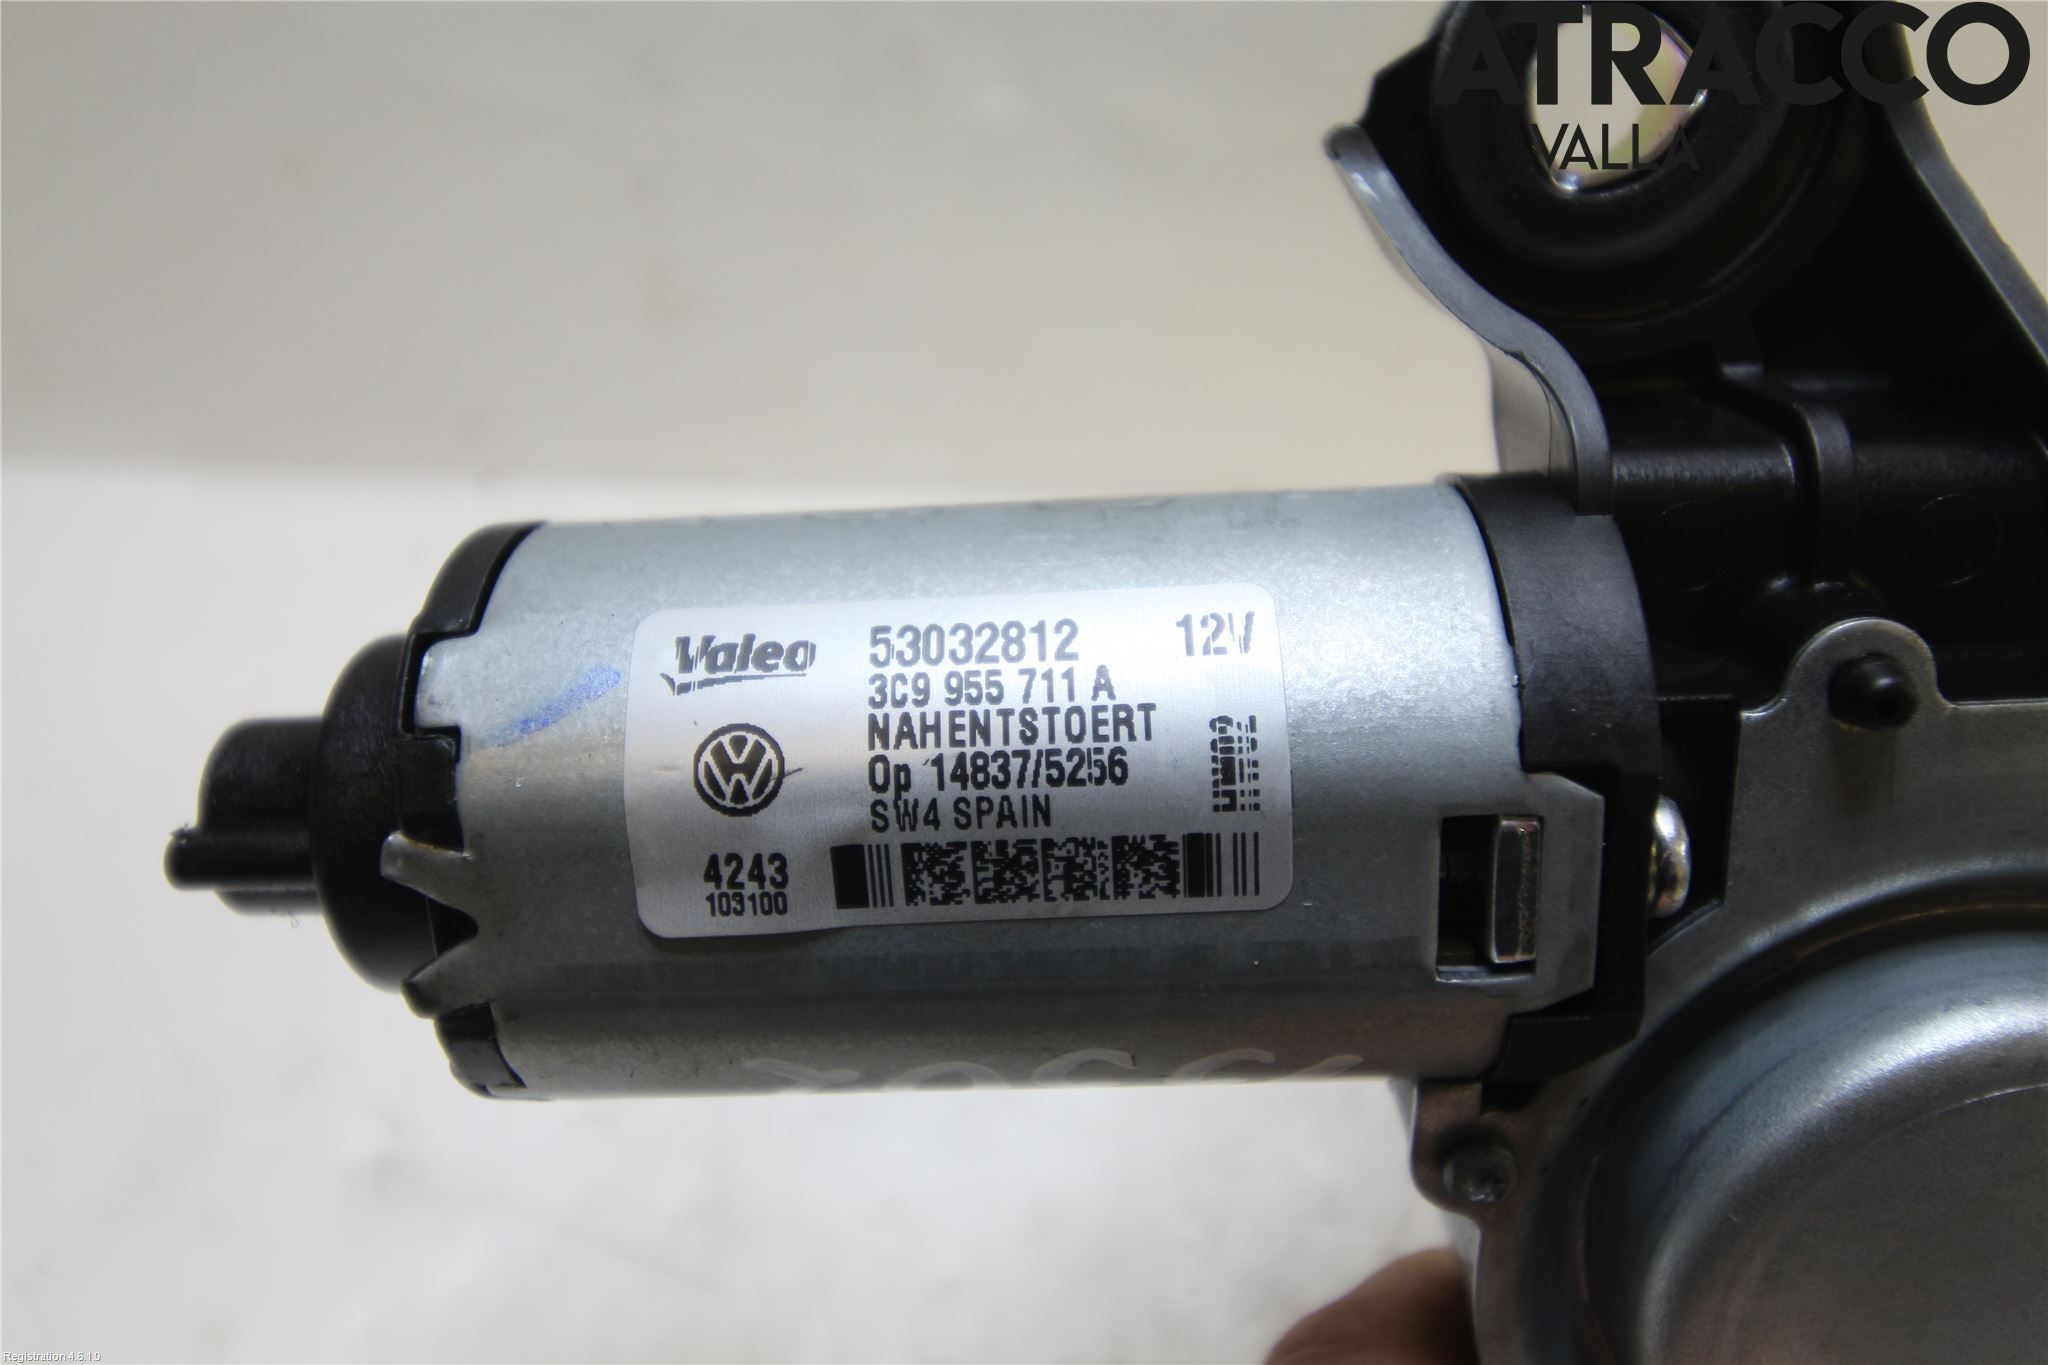 ATRACCO
VALLA
Valeo 53032812 12V
3C9 955 711 A
NAHENTSTOERT
Op 14837/5256
SW4 SPAIN
4243
103100
Registration 4.6.1.0